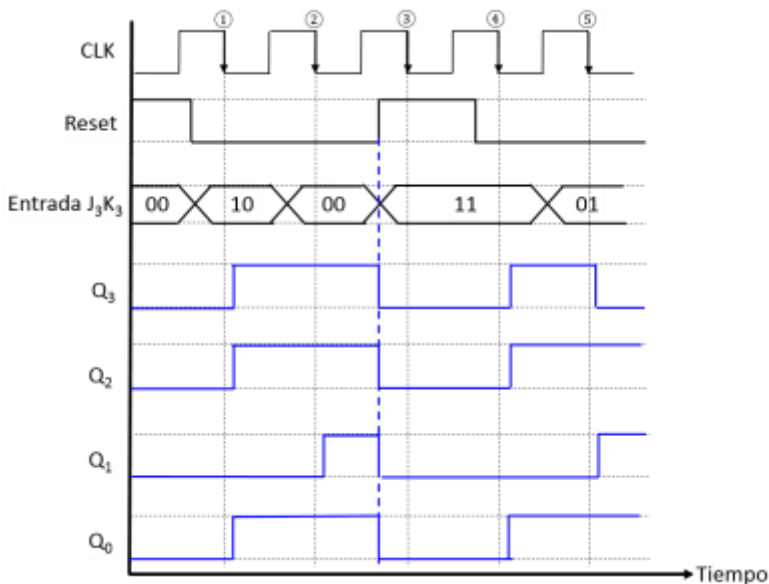 ① ② ③ ④ ⑤
CLK
Reset
Entrada J₃K₃ 00 10 00 11 01
Q₃
Q₂
Q₁
Q₀
Tiempo